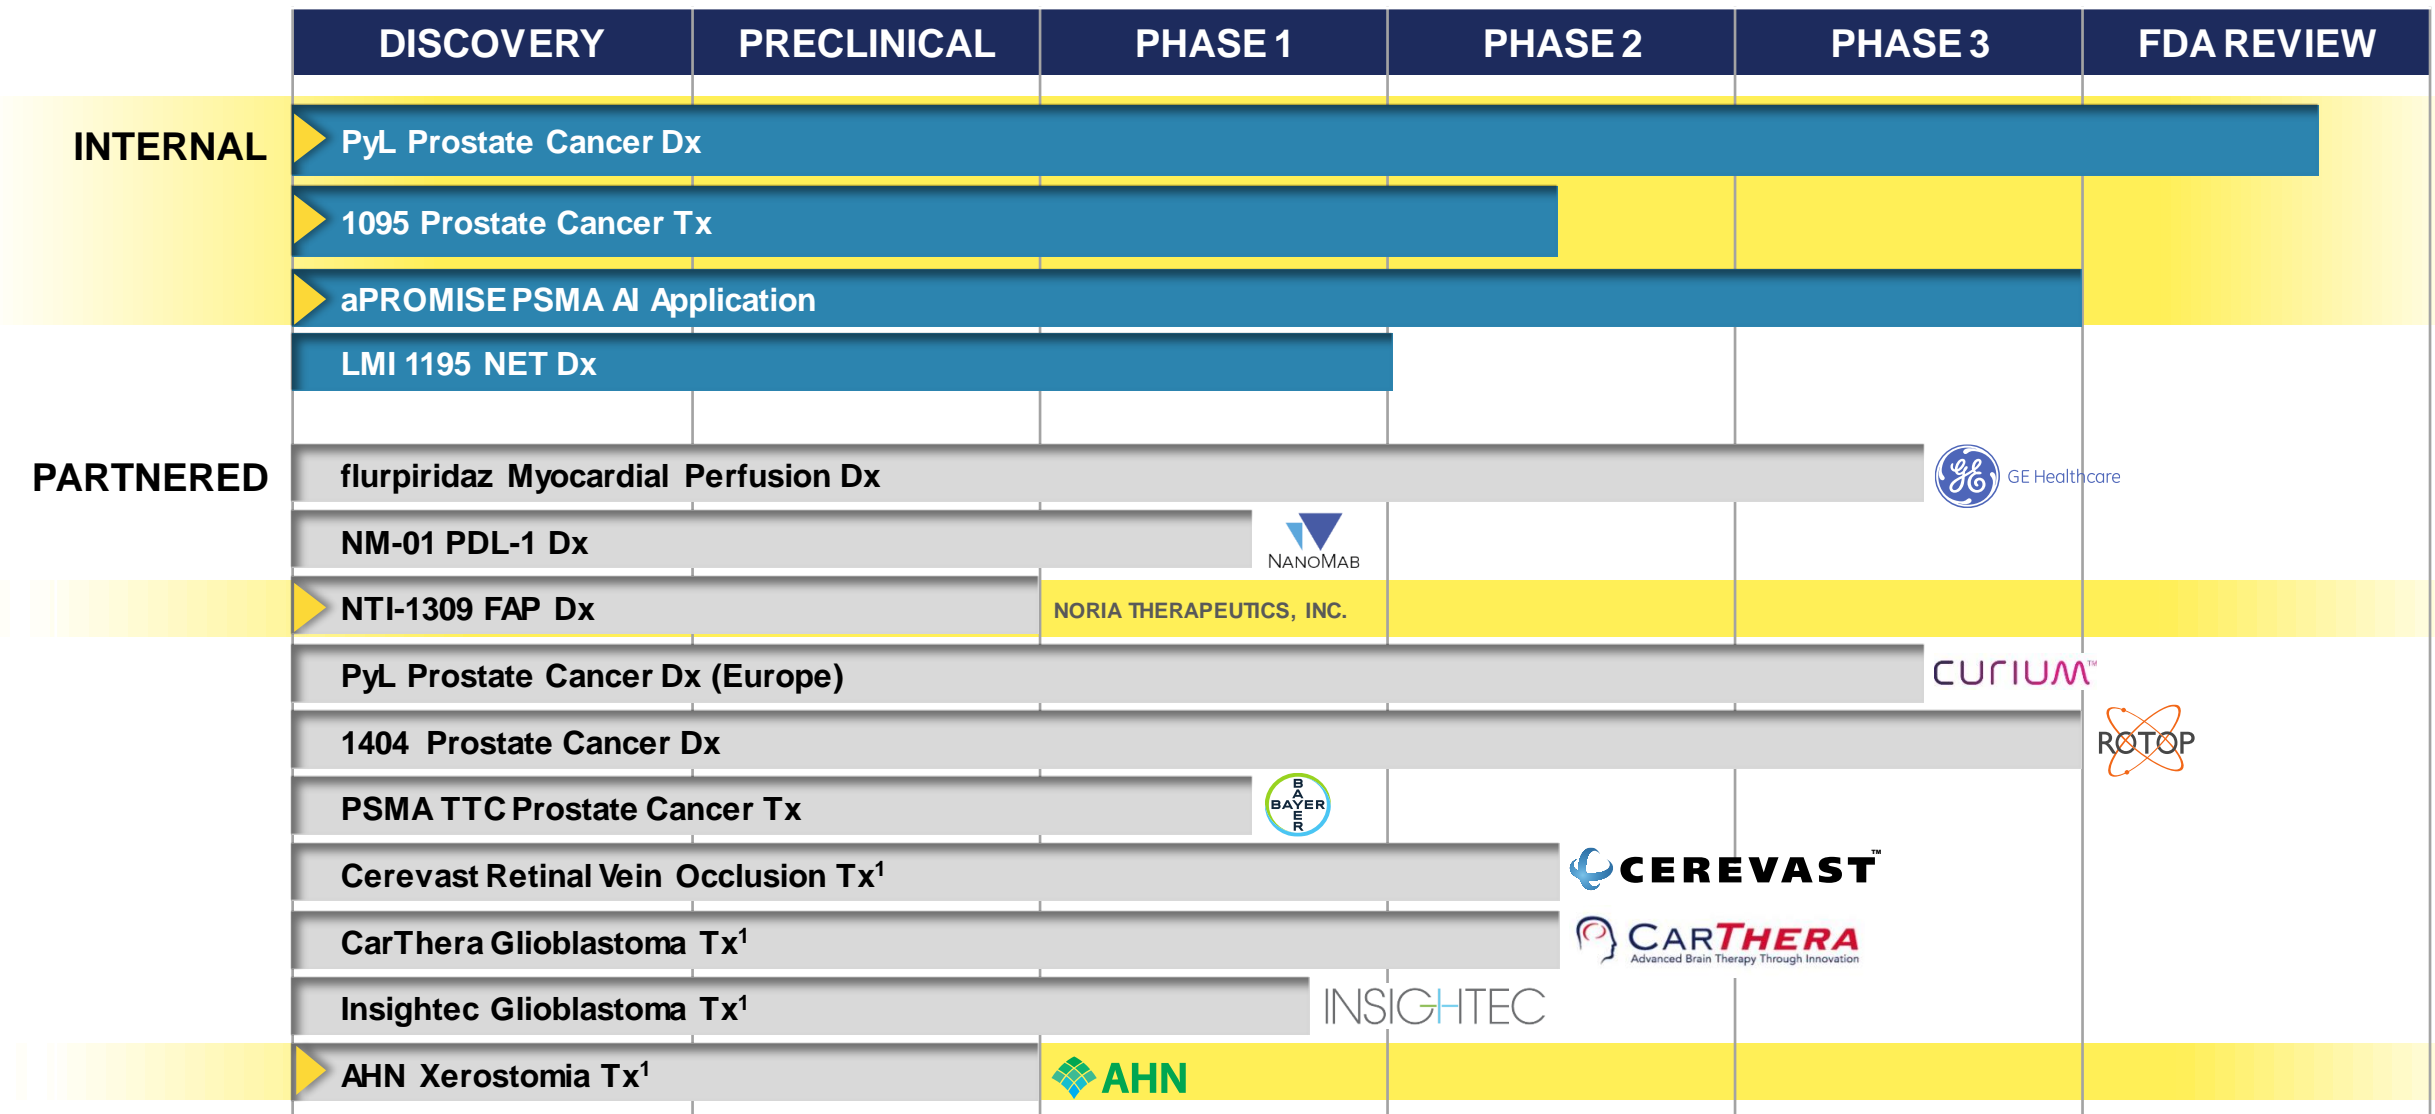 DISCOVERY PRECLINICAL PHASE 1 PHASE 2 PHASE 3 FDA REVIEW
INTERNAL
PyL Prostate Cancer Dx
1095 Prostate Cancer Tx
aPROMISE PSMA AI Application
LMI 1195 NET Dx
PARTNERED
flurpiridaz Myocardial Perfusion Dx GE GE Healthcare
NM-01 PDL-1 Dx NANOMAB
NTI-1309 FAP Dx NORIA THERAPEUTICS, INC.
PyL Prostate Cancer Dx (Europe) CURIUM™
1404 Prostate Cancer Dx ROTOP
PSMA TTC Prostate Cancer Tx BAYER BAYER
Cerevast Retinal Vein Occlusion Tx¹ CEREVAST™
CarThera Glioblastoma Tx¹ CARTHERA
Advanced Brain Therapy Through Innovation
Insightec Glioblastoma Tx¹ INSIGHTEC
AHN Xerostomia Tx¹ AHN